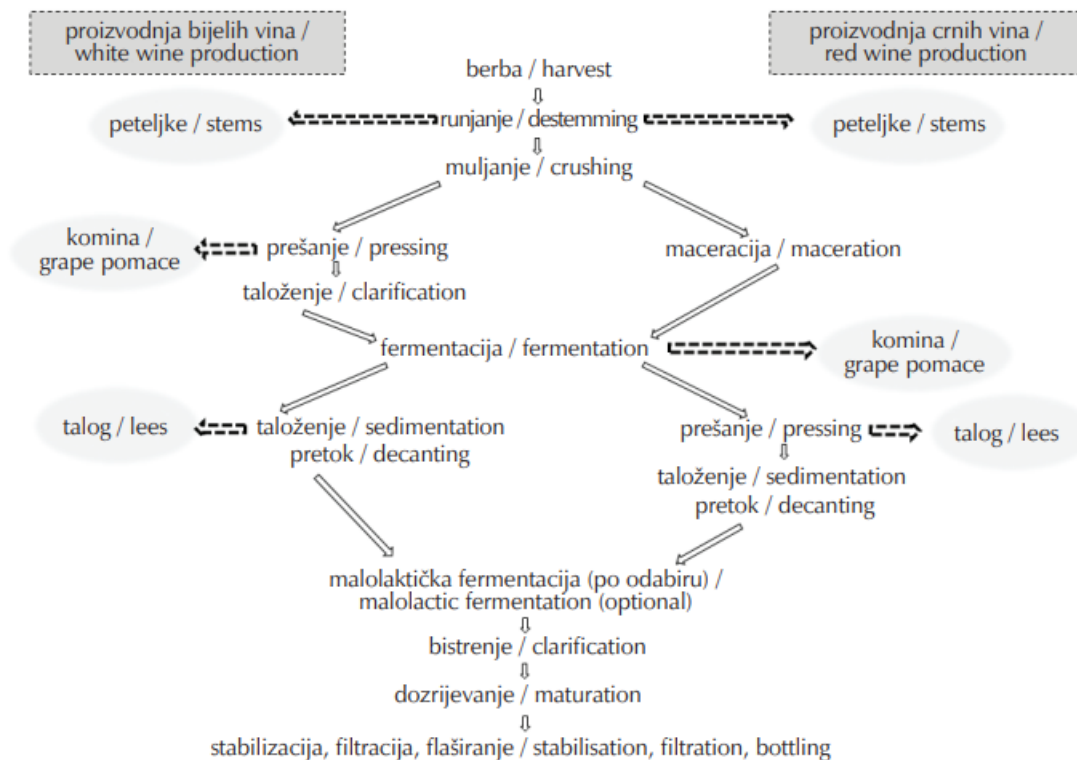 proizvodnja bijelih vina /
white wine production
proizvodnja crnih vina /
red wine production
berba / harvest
peteljke / stems
runjanje / destemming
peteljke / stems
muljanje / crushing
komina /
grape pomace
prešanje / pressing
maceracija / maceration
taloženje / clarification
fermentacija / fermentation
komina /
grape pomace
talog / lees
taloženje / sedimentation
pretok / decanting
prešanje / pressing
talog / lees
taloženje / sedimentation
pretok / decanting
malolaktička fermentacija (po odabiru) /
malolactic fermentation (optional)
bistrenje / clarification
dozrijevanje / maturation
stabilizacija, filtracija, flaširanje / stabilisation, filtration, bottling